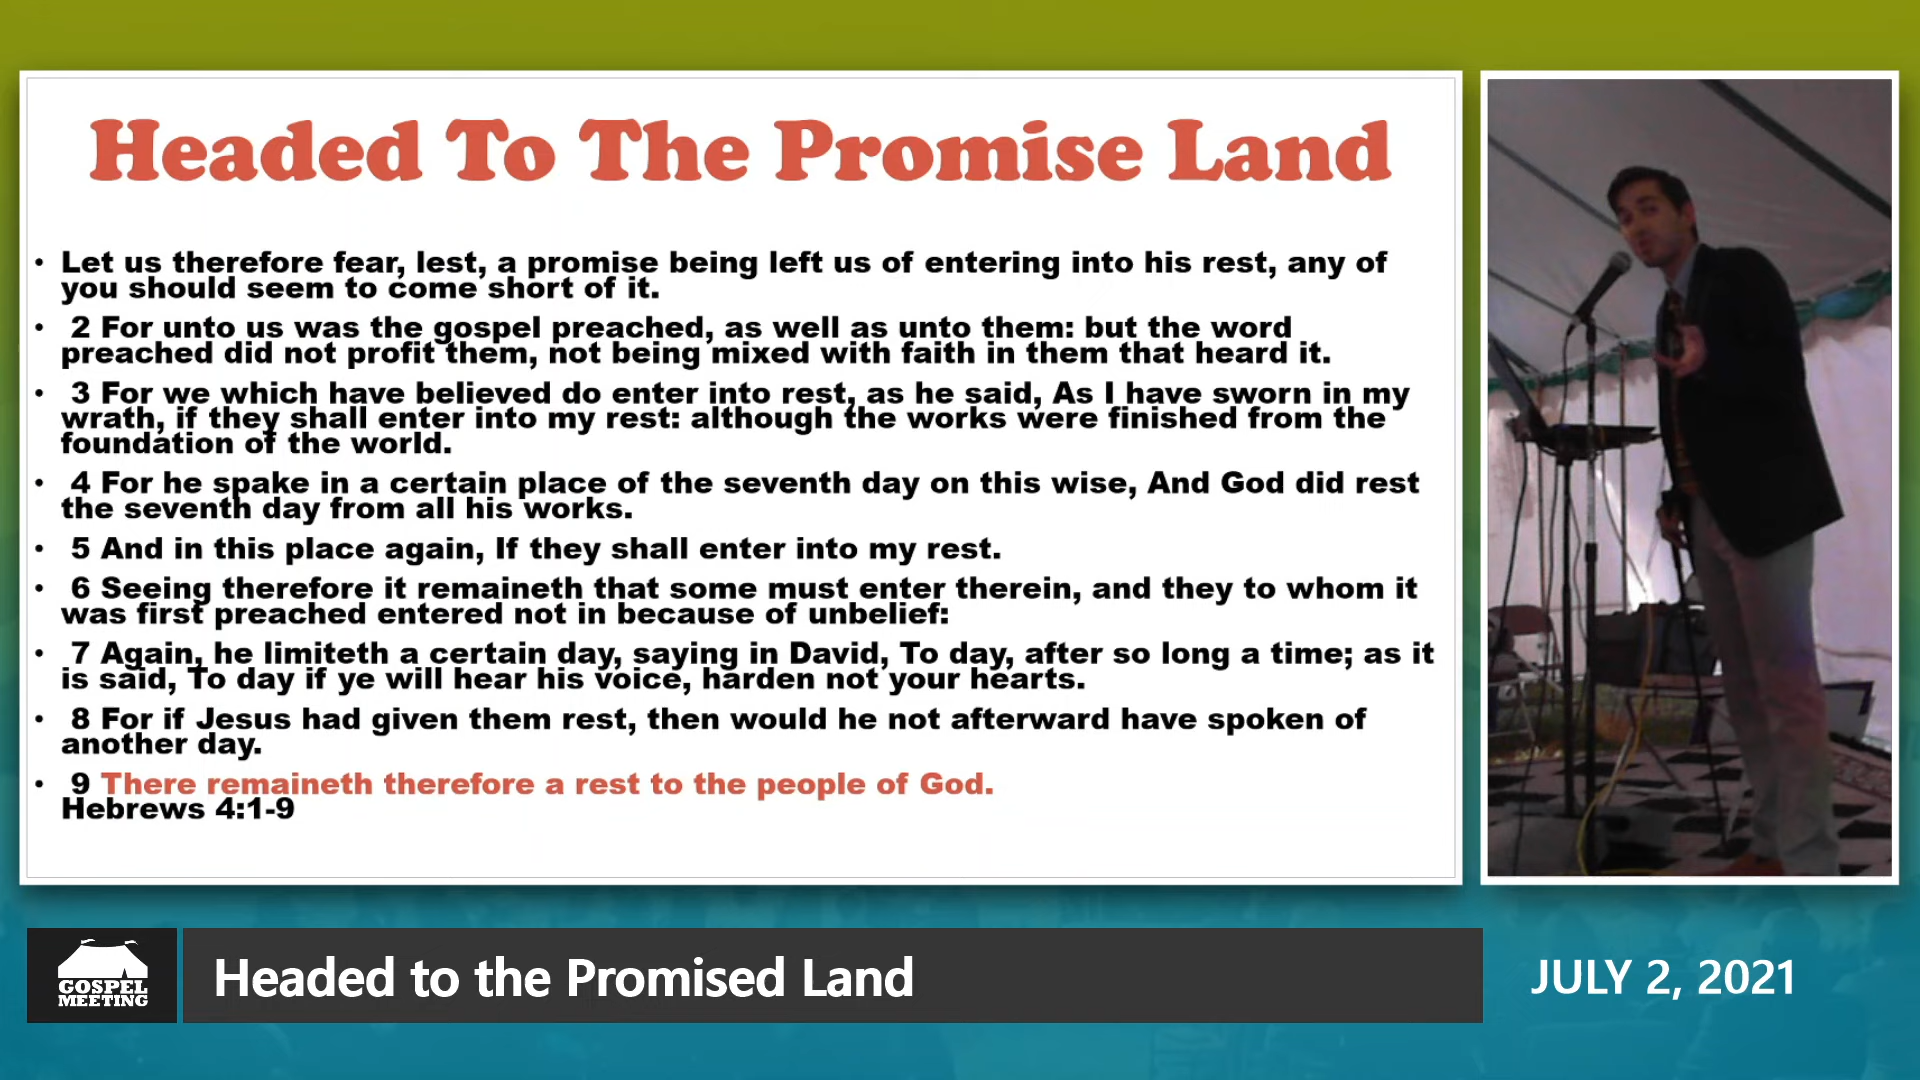 Headed To The Promise Land
• Let us therefore fear, lest, a promise being left us of entering into his rest, any of
you should seem to come short of it.
• 2 For unto us was the gospel preached, as well as unto them: but the word
preached did not profit them, not being mixed with faith in them that heard it.
• 3 For we which have believed do enter into rest, as he said, As I have sworn in my
wrath, if they shall enter into my rest: although the works were finished from the
foundation of the world.
• 4 For he spake in a certain place of the seventh day on this wise, And God did rest
the seventh day from all his works.
• 5 And in this place again, If they shall enter into my rest.
• 6 Seeing therefore it remaineth that some must enter therein, and they to whom it
was first preached entered not in because of unbelief:
• 7 Again, he limiteth a certain day, saying in David, To day, after so long a time; as it
is said, To day if ye will hear his voice, harden not your hearts.
• 8 For if Jesus had given them rest, then would he not afterward have spoken of
another day.
• 9 There remaineth therefore a rest to the people of God.
Hebrews 4:1-9
GOSPEL
MEETING
Headed to the Promised Land
JULY 2, 2021